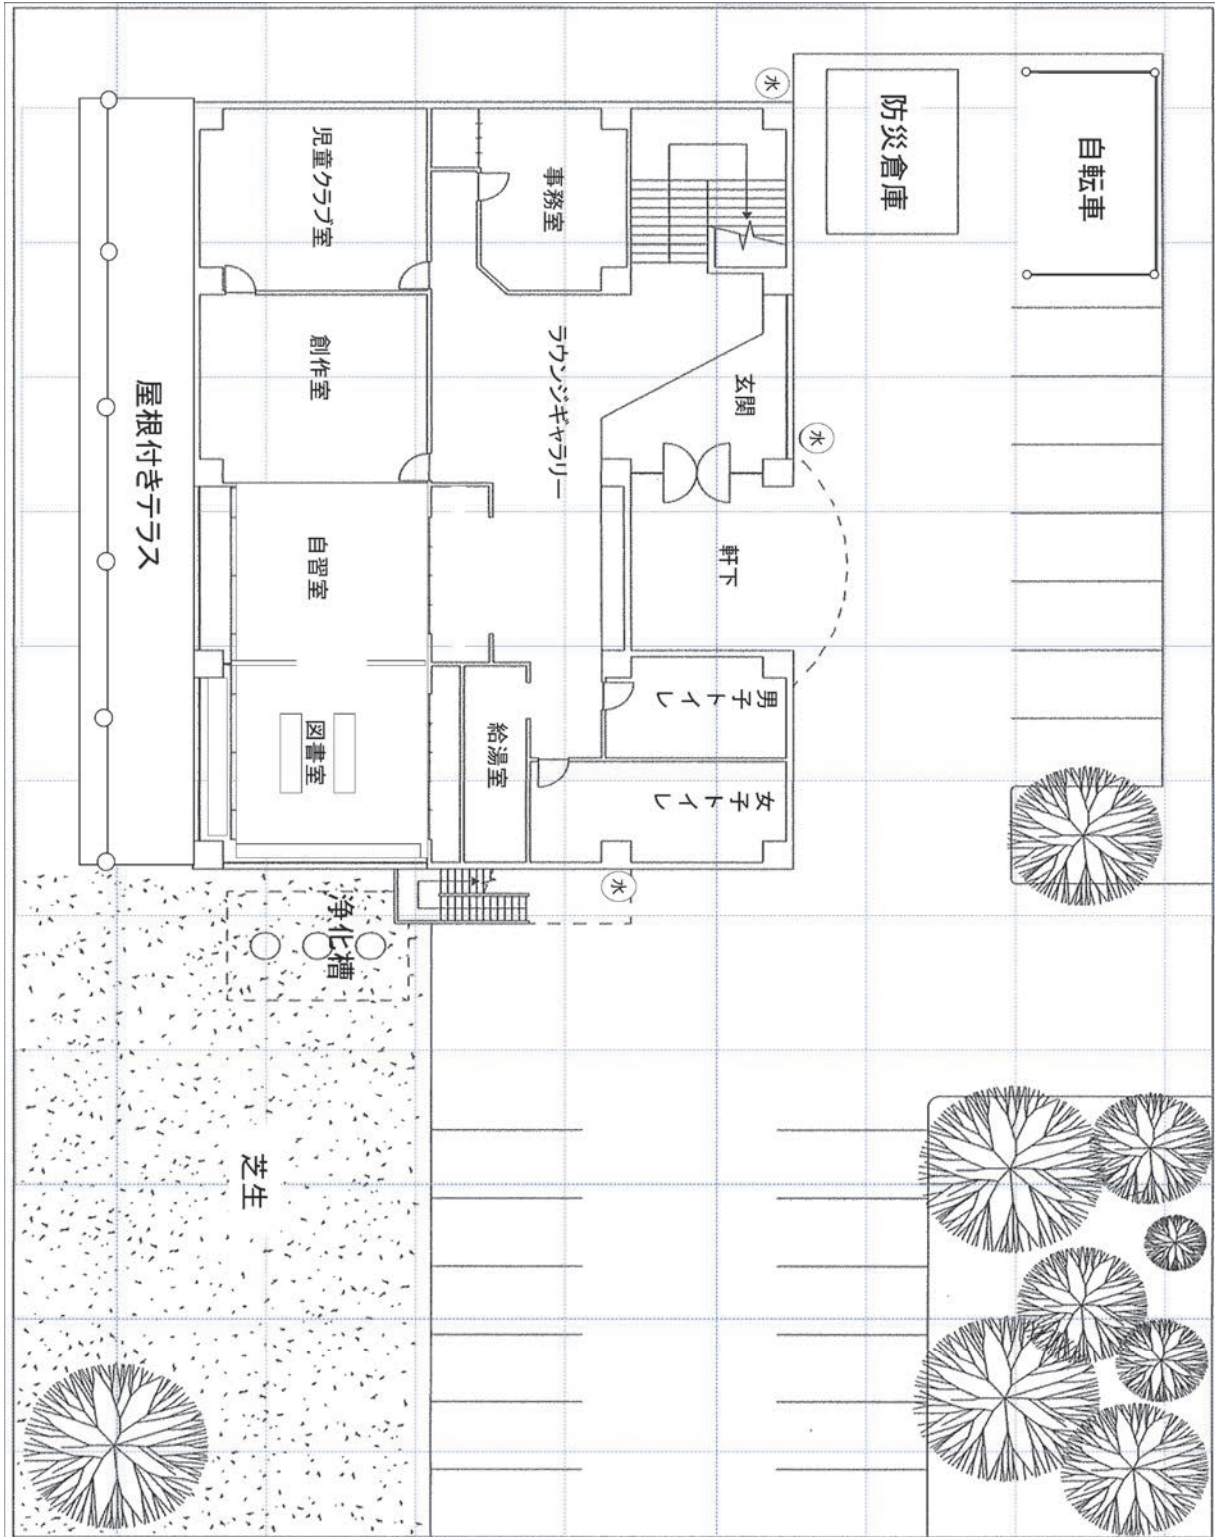 水
防災倉庫
自転車
児童クラブ室
事務室
創作室
ラウンジギャラリー
玄関
水
屋根付きテラス
自習室
軒下
図書室
給湯室
男子トイレ
女子トイレ
水
浄化槽
芝生